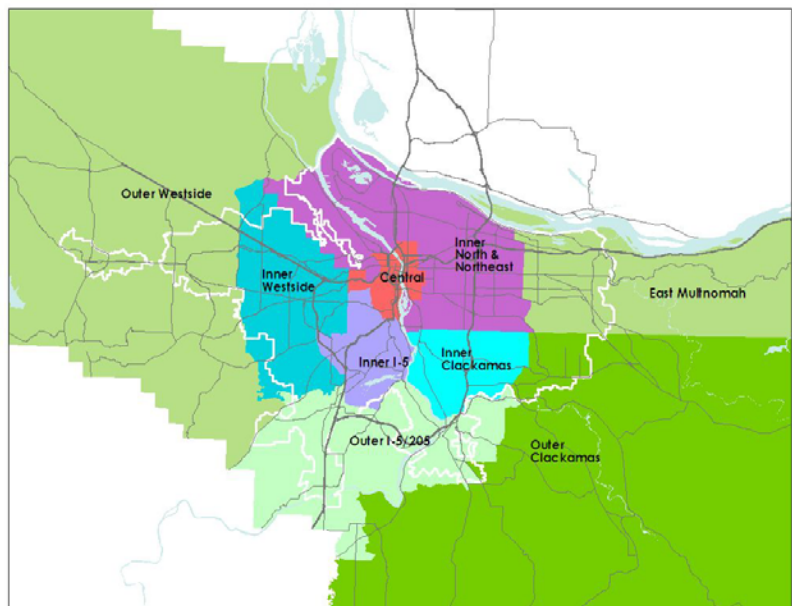 Outer Westside
Inner
North &
Northeast
Inner
Westside
Central
East Multnomah
Inner I-5
Inner
Clackamas
Outer I-5/205
Outer
Clackamas